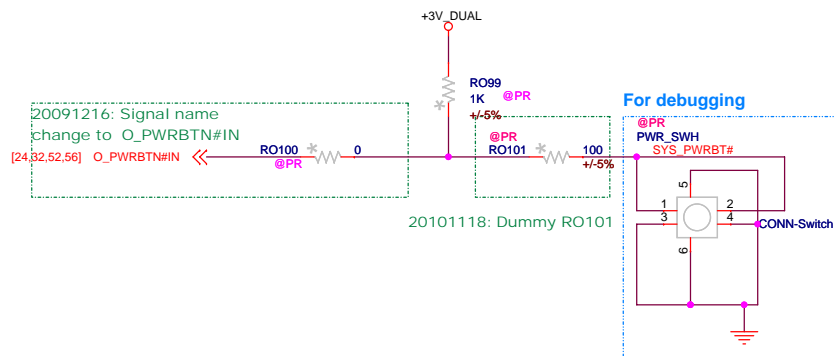 +3V_DUAL
RO99
1K
@PR
+/-5%
For debugging
20091216: Signal name
change to O_PWRBTN#IN
[24,32,52,56] O_PWRBTN#IN
RO100
0
@PR
@PR
RO101
100
+/-5%
20101118: Dummy RO101
@PR
PWR_SWH
SYS_PWRBT#
5
1
2
3
4
6
CONN-Switch